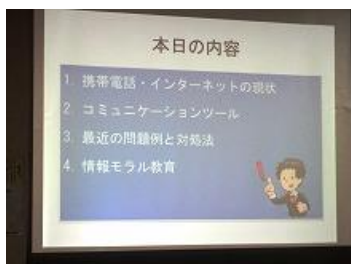 本日の内容
1. 携帯電話・インターネットの現状
2. コミュニケーションツール
3. 最近の問題例と対処法
4. 情報モラル教育